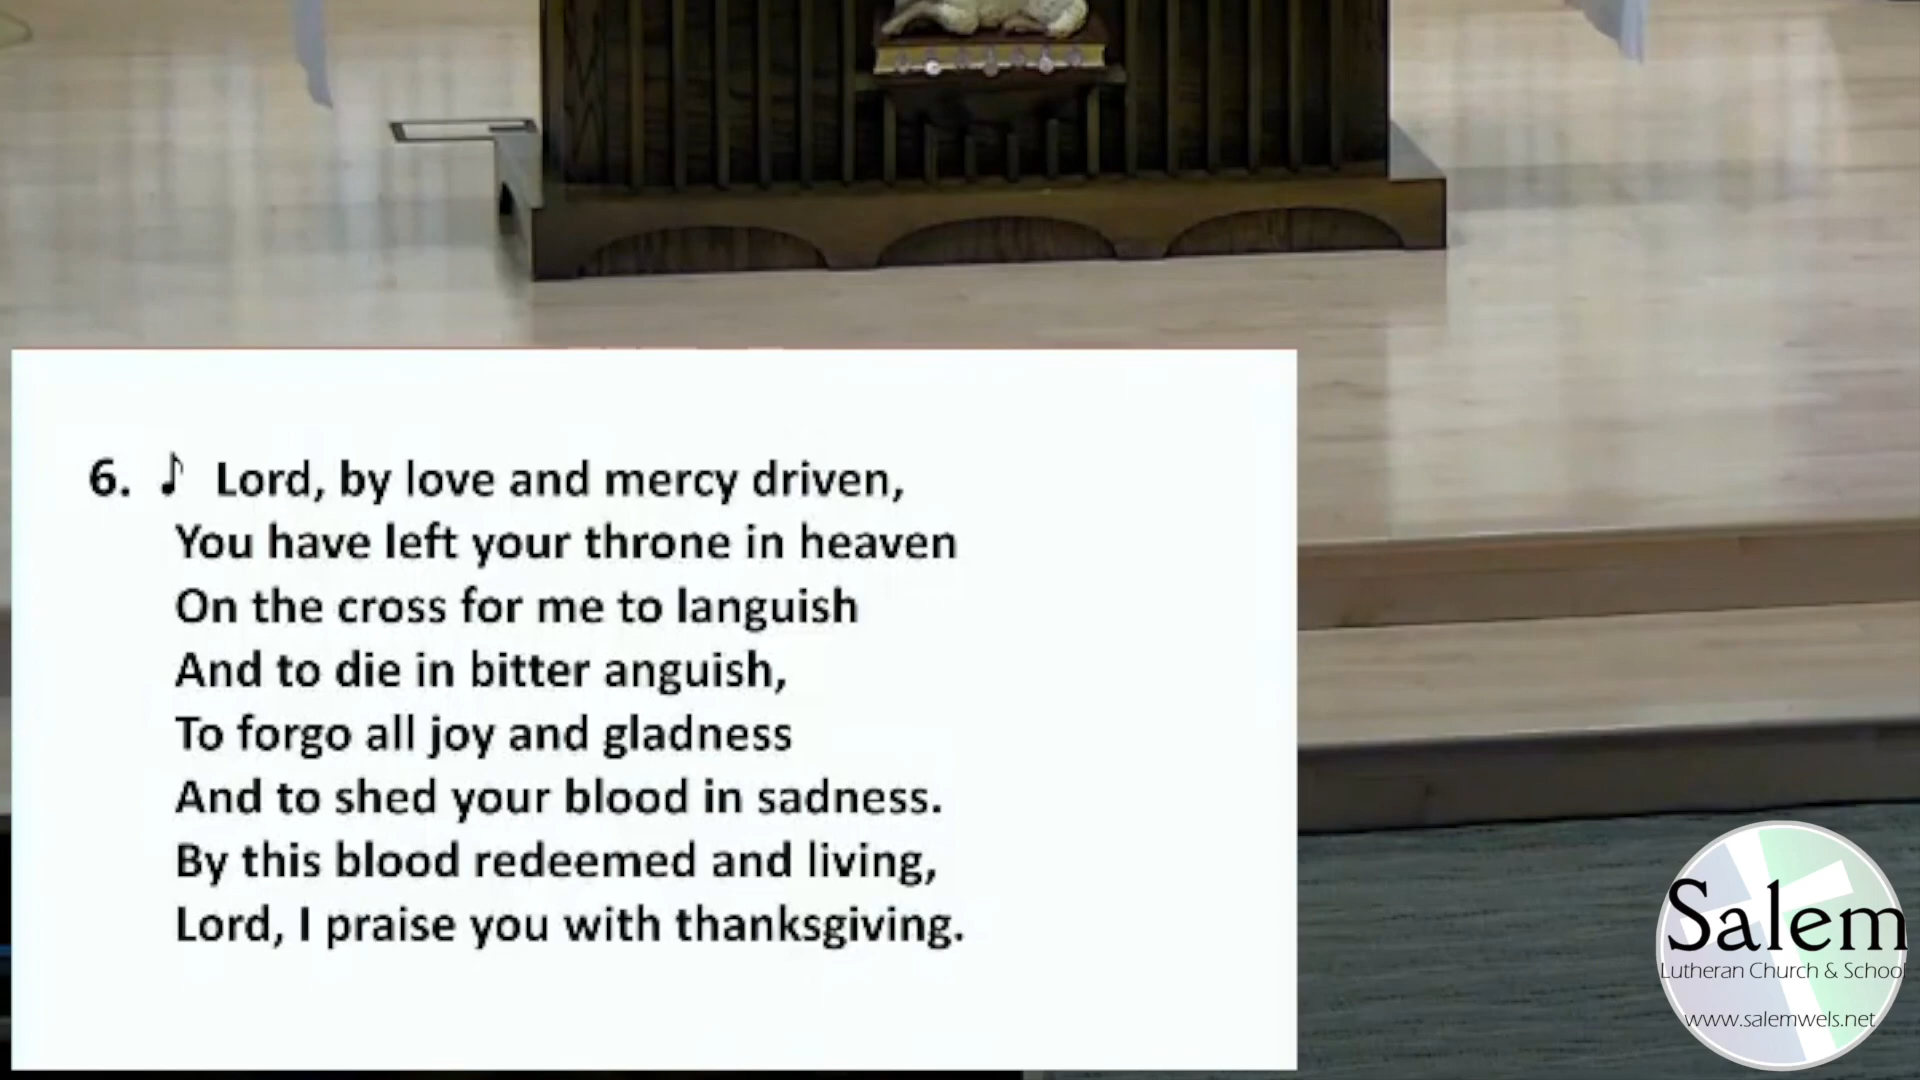 6. ♪ Lord, by love and mercy driven,
You have left your throne in heaven
On the cross for me to languish
And to die in bitter anguish,
To forgo all joy and gladness
And to shed your blood in sadness.
By this blood redeemed and living,
Lord, I praise you with thanksgiving.
Salem
Lutheran Church & School
www.salemwels.net